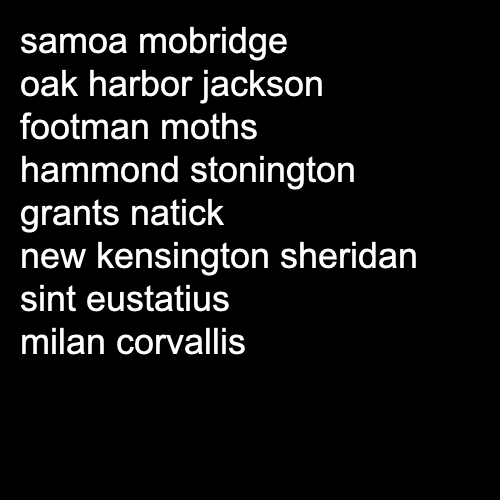 samoa mobridge
oak harbor jackson
footman moths
hammond stonington
grants natick
new kensington sheridan
sint eustatius
milan corvallis